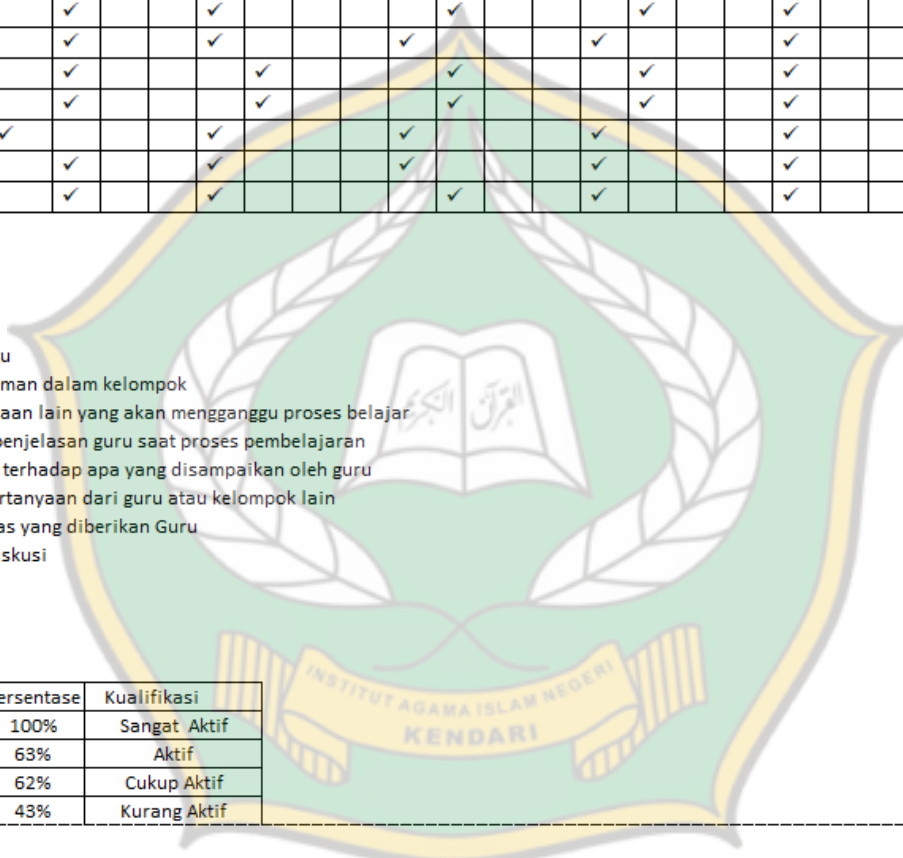 ✓ ✓ ✓ ✓ ✓
✓ ✓ ✓ ✓ ✓
✓ ✓ ✓ ✓ ✓
✓ ✓ ✓ ✓ ✓
✓ ✓ ✓ ✓ ✓
✓ ✓ ✓ ✓ ✓
✓ ✓ ✓ ✓ ✓
u
man dalam kelompok
aan lain yang akan mengganggu proses belajar
penjelasan guru saat proses pembelajaran
terhadap apa yang disampaikan oleh guru
rtanyaan dari guru atau kelompok lain
as yang diberikan Guru
skusi
القرآن الكريم
INSTITUT AGAMA ISLAM NEGERI
KENDARI
ersentase Kualifikasi
100% Sangat Aktif
63% Aktif
62% Cukup Aktif
43% Kurang Aktif